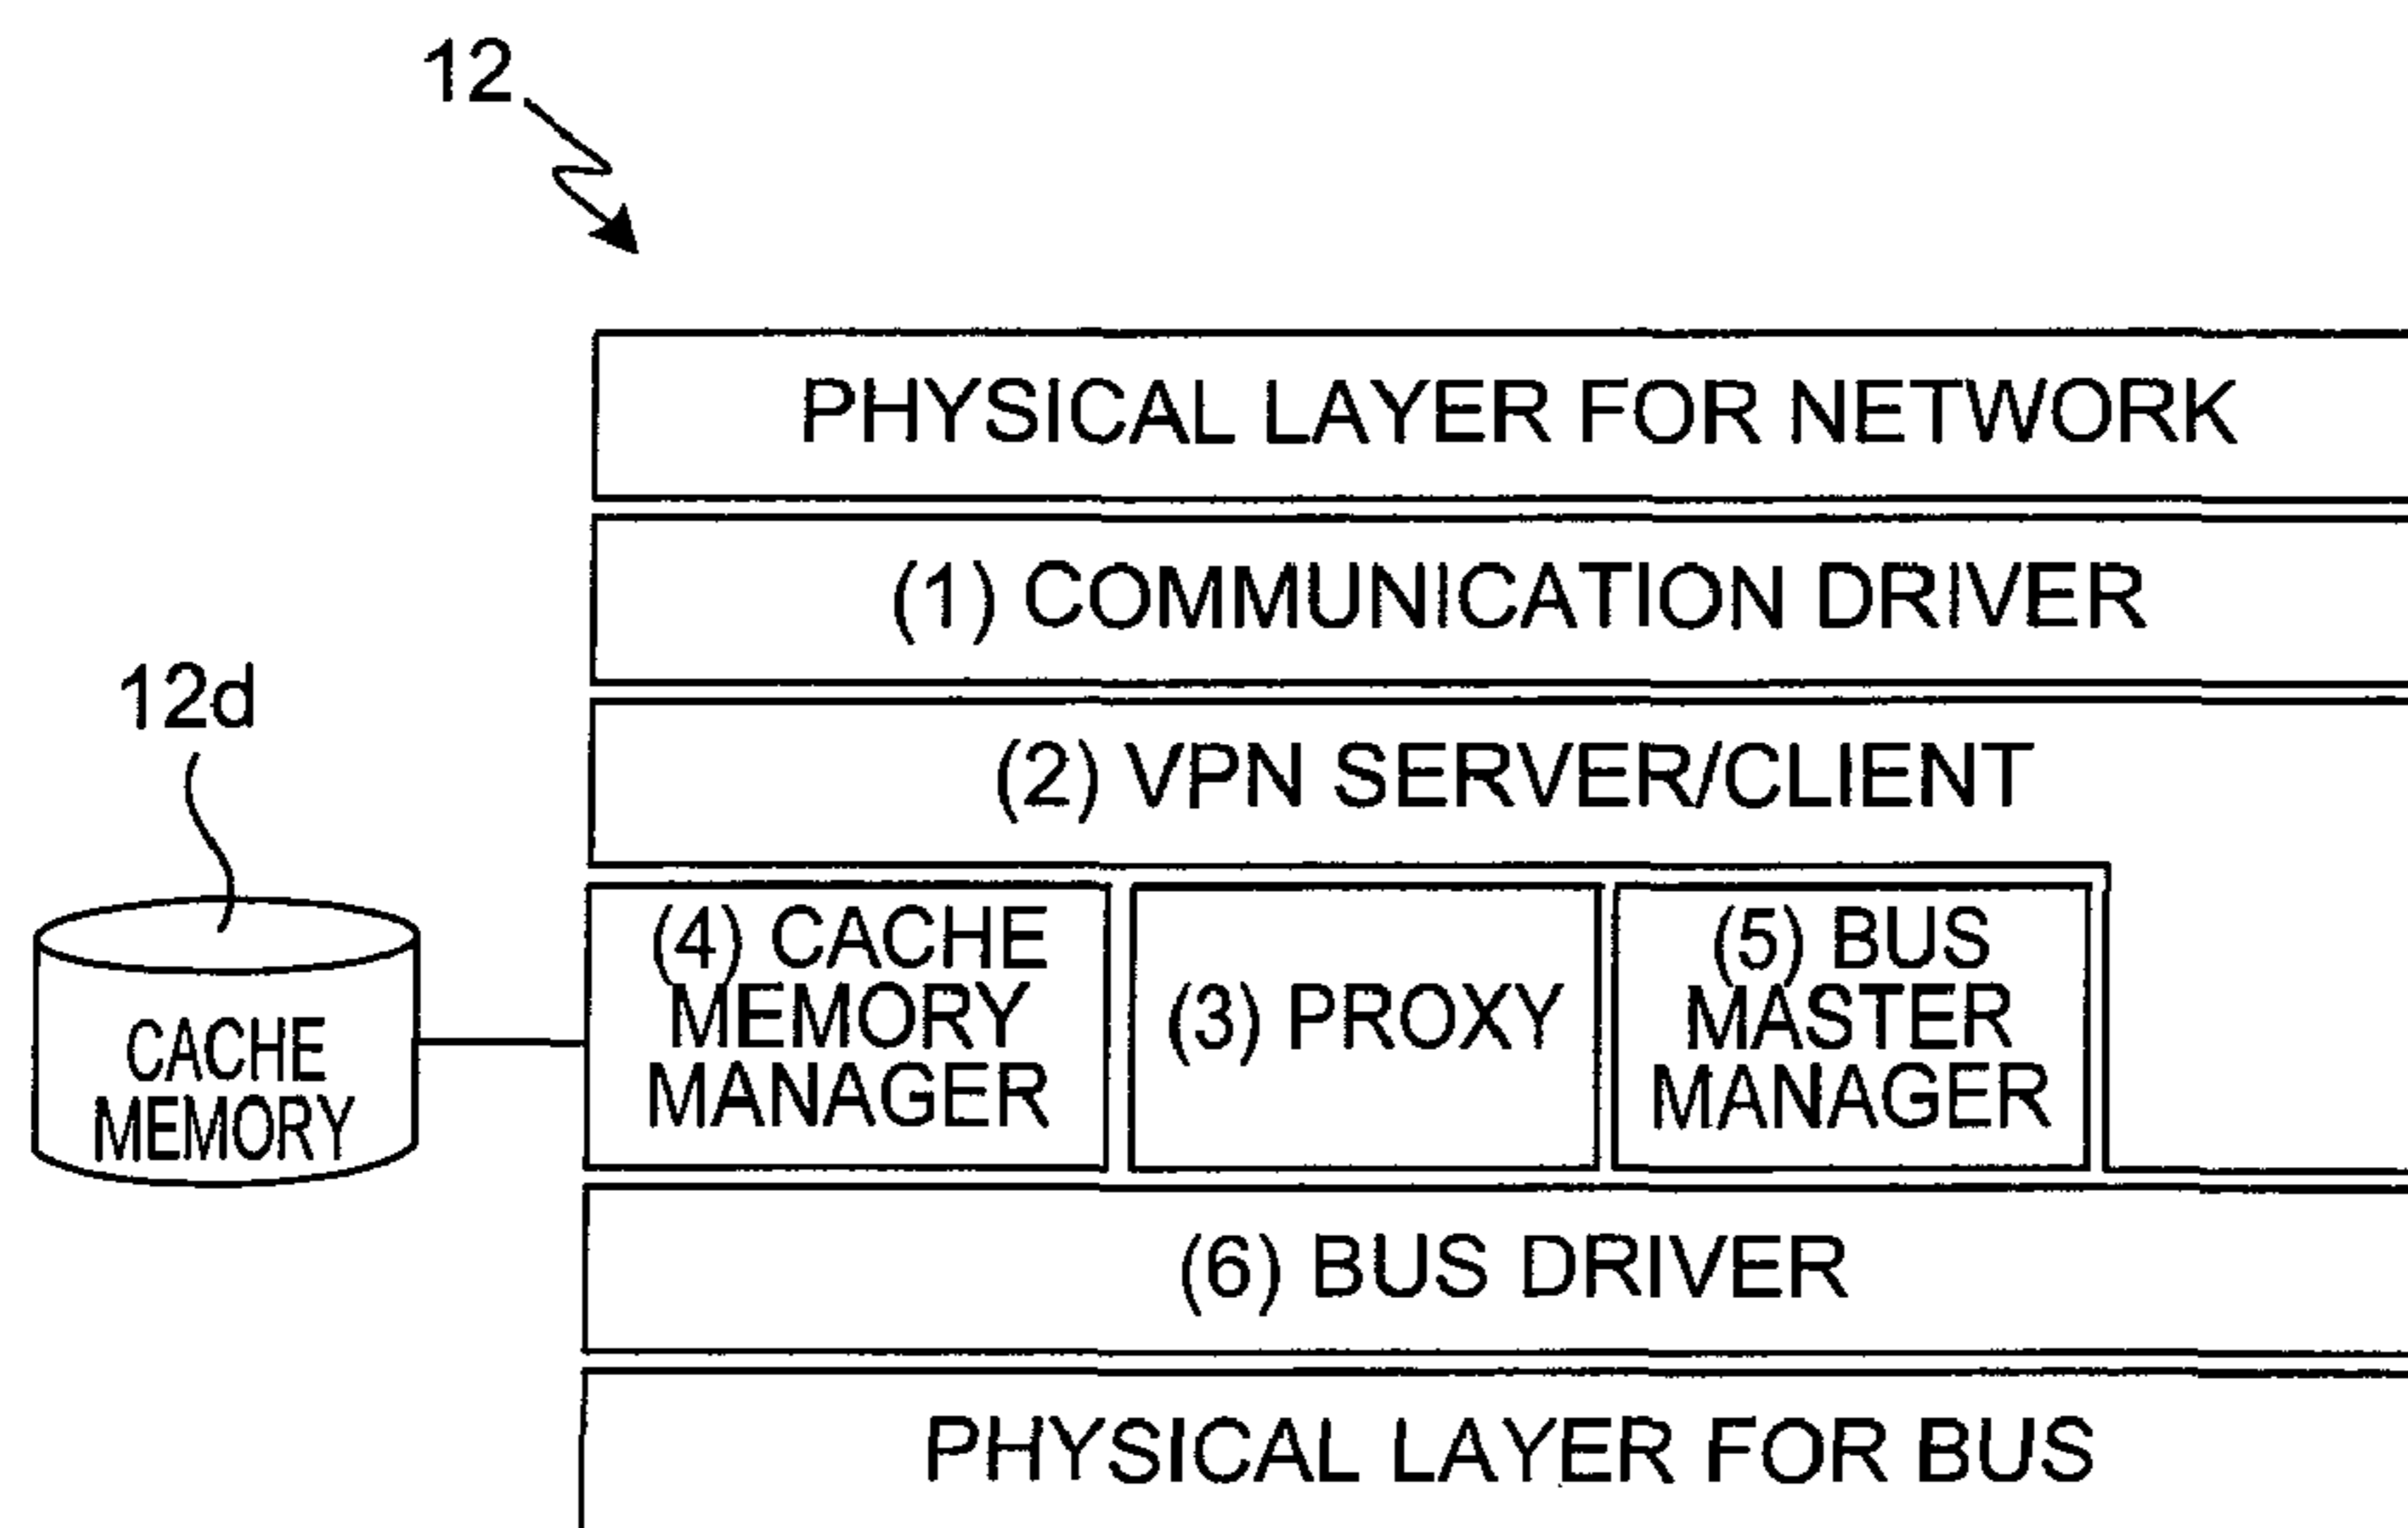 12
PHYSICAL LAYER FOR NETWORK
(1) COMMUNICATION DRIVER
12d
(2) VPN SERVER/CLIENT
CACHE
MEMORY
(4) CACHE
MEMORY
MANAGER
(3) PROXY
(5) BUS
MASTER
MANAGER
(6) BUS DRIVER
PHYSICAL LAYER FOR BUS